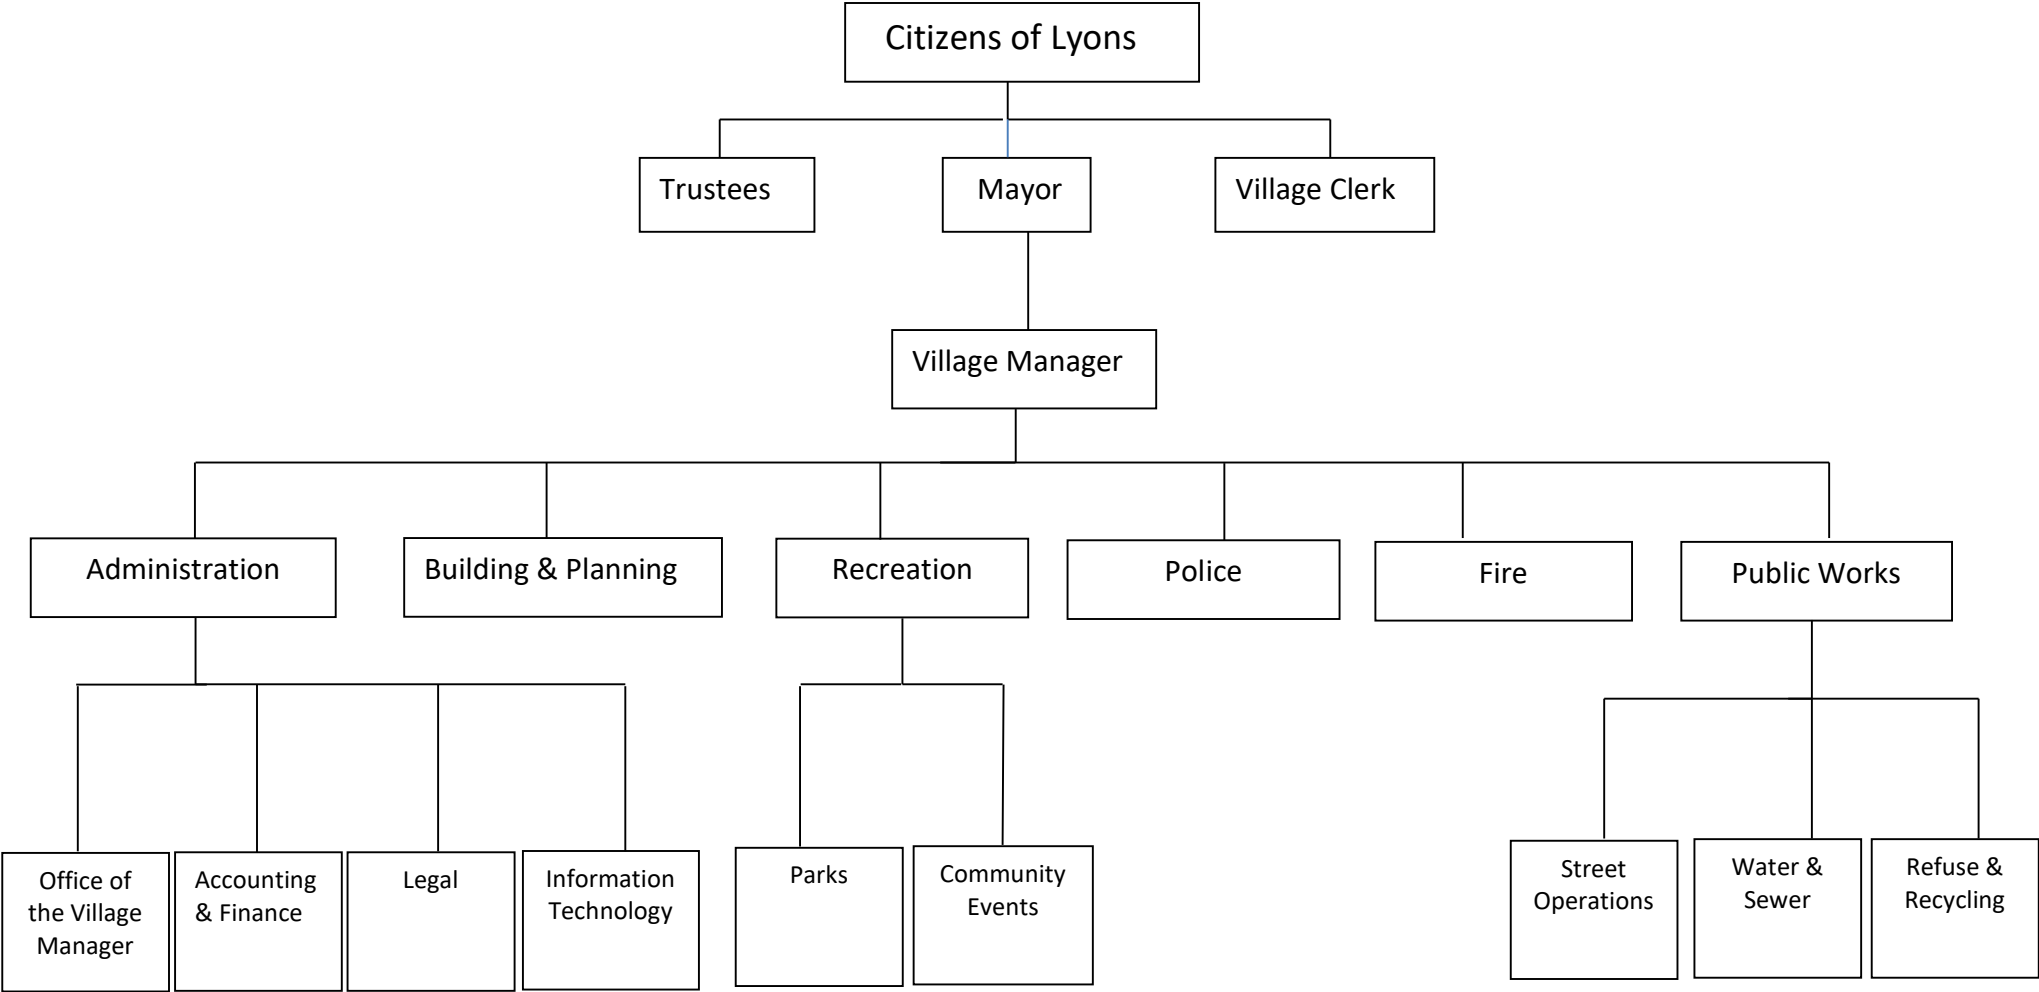 Citizens of Lyons
Trustees
Mayor
Village Clerk
Village Manager
Administration
Building & Planning
Recreation
Police
Fire
Public Works
Office of
the Village
Manager
Accounting
& Finance
Legal
Information
Technology
Parks
Community
Events
Street
Operations
Water &
Sewer
Refuse &
Recycling